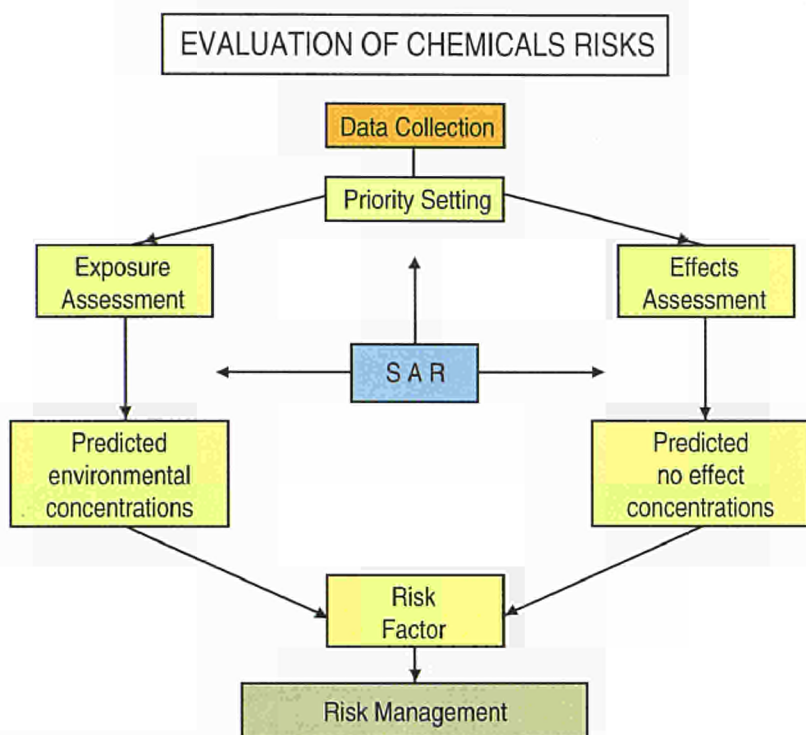 EVALUATION OF CHEMICALS RISKS
Data Collection
Priority Setting
Exposure
Assessment
Effects
Assessment
S A R
Predicted
environmental
concentrations
Predicted
no effect
concentrations
Risk
Factor
Risk Management